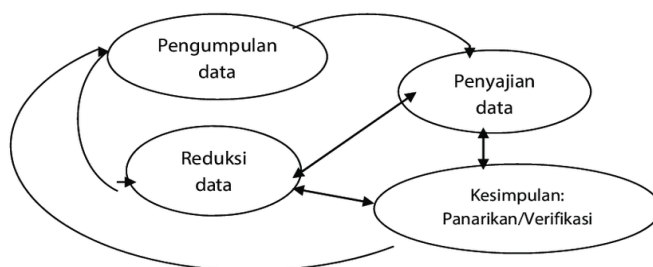 Pengumpulan
data
Penyajian
data
Reduksi
data
Kesimpulan:
Panarikan/Verifikasi